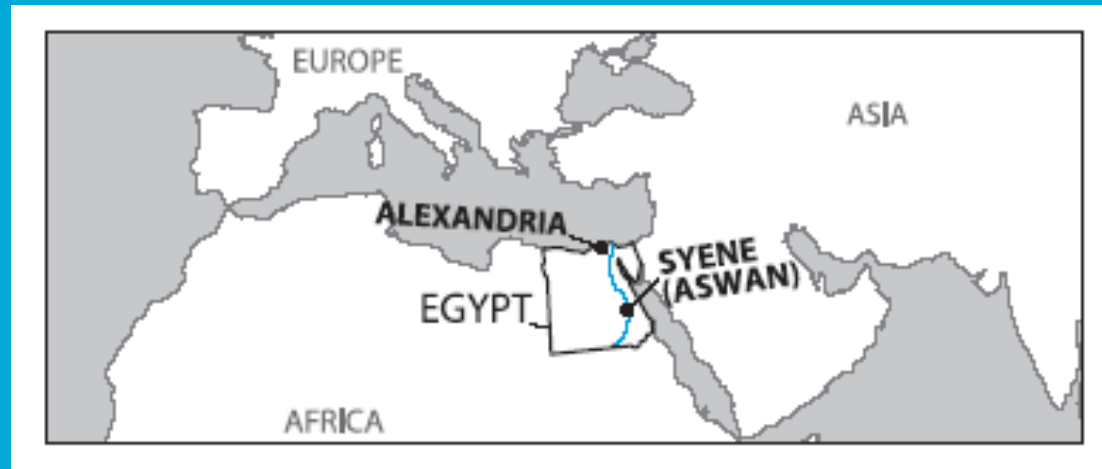 EUROPE
ASIA
ALEXANDRIA
SYENE
(ASWAN)
EGYPT
AFRICA